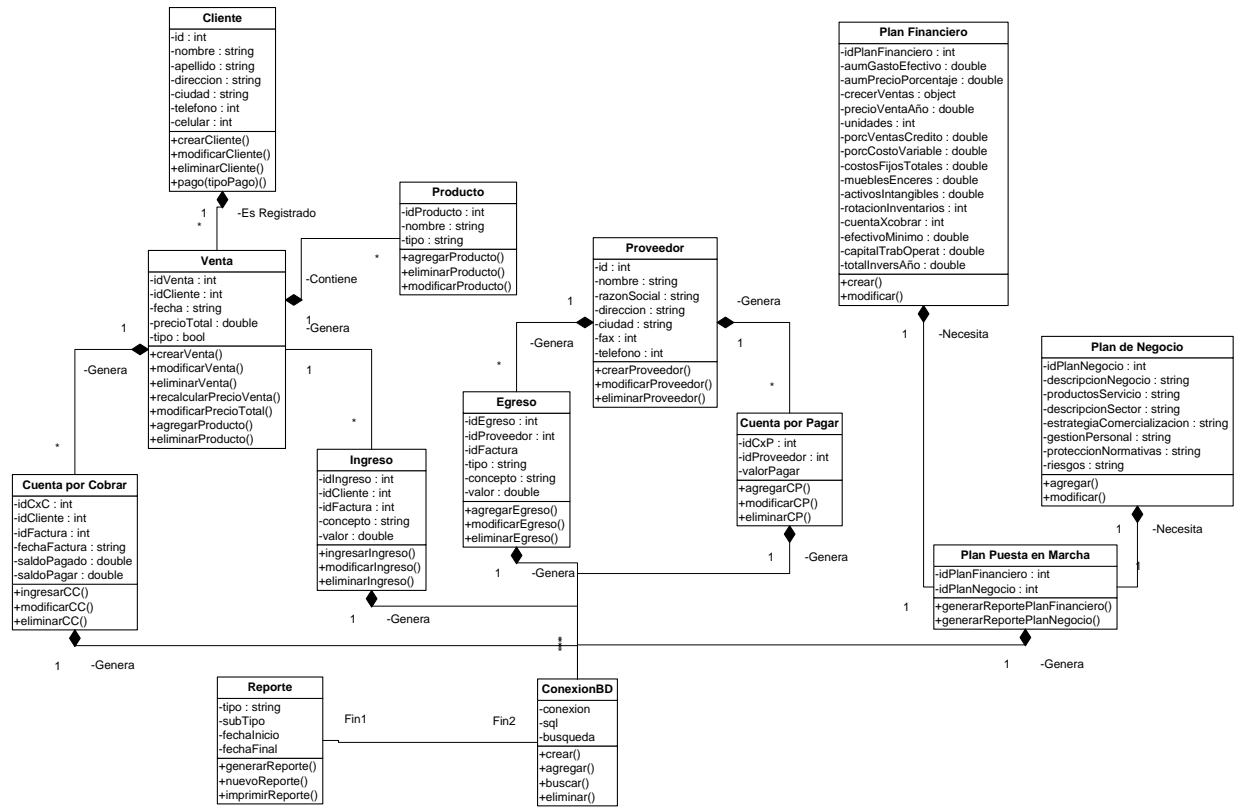 Cliente
-id : int
-nombre : string
-apellido : string
-direccion : string
-ciudad : string
-telefono : int
-celular : int
+crearCliente()
+modificarCliente()
+eliminarCliente()
+pago(tipoPago)()
1
-Es Registrado
*
Venta
-idVenta : int
-idCliente : int
-fecha : string
-precioTotal : double
-tipo : bool
+crearVenta()
+modificarVenta()
+eliminarVenta()
+recalcularPrecioVenta()
+modificarPrecioTotal()
+agregarProducto()
+eliminarProducto()
-Contiene
1
*
Producto
-idProducto : int
-nombre : string
-tipo : string
+agregarProducto()
+eliminarProducto()
+modificarProducto()
-Genera
1
*
1
-Genera
*
Cuenta por Cobrar
-idCxC : int
-idCliente : int
-idFactura : int
-fechaFactura : string
-saldoPagado : double
-saldoPagar : double
+ingresarCC()
+modificarCC()
+eliminarCC()
1
-Genera
Ingreso
-idIngreso : int
-idCliente : int
-idFactura : int
-concepto : string
-valor : double
+ingresarIngreso()
+modificarIngreso()
+eliminarIngreso()
1
-Genera
Proveedor
-id : int
-nombre : string
-razonSocial : string
-direccion : string
-ciudad : string
-fax : int
-telefono : int
+crearProveedor()
+modificarProveedor()
+eliminarProveedor()
1
-Genera
*
-Genera
1
*
Egreso
-idEgreso : int
-idProveedor : int
-idFactura
-tipo : string
-concepto : string
-valor : double
+agregarEgreso()
+modificarEgreso()
+eliminarEgreso()
1
-Genera
Cuenta por Pagar
-idCxP : int
-idProveedor : int
-valorPagar
+agregarCP()
+modificarCP()
+eliminarCP()
1
-Genera
Plan Financiero
-idPlanFinanciero : int
-aumGastoEfectivo : double
-aumPrecioPorcentaje : double
-crecerVentas : object
-precioVentaAño : double
-unidades : int
-porcVentasCredito : double
-porcCostoVariable : double
-costosFijosTotales : double
-mueblesEnceres : double
-activosIntangibles : double
-rotacionInventarios : int
-cuentaXcobrar : int
-efectivoMinimo : double
-capitalTrabOperat : double
-totalInversAño : double
+crear()
+modificar()
1
-Necesita
1
Plan de Negocio
-idPlanNegocio : int
-descripcionNegocio : string
-productosServicio : string
-descripcionSector : string
-estrategiaComercializacion : string
-gestionPersonal : string
-proteccionNormativas : string
-riesgos : string
+agregar()
+modificar()
1
-Necesita
1
Plan Puesta en Marcha
-idPlanFinanciero : int
-idPlanNegocio : int
+generarReportePlanFinanciero()
+generarReportePlanNegocio()
1
-Genera
Reporte
-tipo : string
-subTipo
-fechaInicio
-fechaFinal
+generarReporte()
+nuevoReporte()
+imprimirReporte()
Fin1
Fin2
ConexionBD
-conexion
-sql
-busqueda
+crear()
+agregar()
+buscar()
+eliminar()